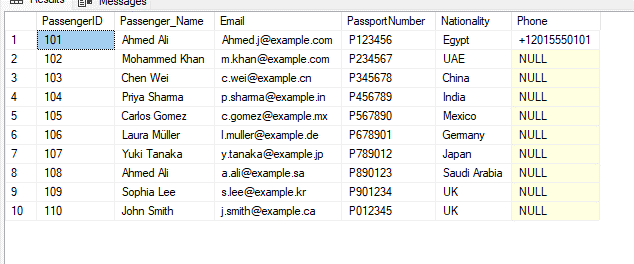 Results Messages
PassengerID Passenger_Name Email PassportNumber Nationality Phone
1 101 Ahmed Ali Ahmed.j@example.com P123456 Egypt +12015550101
2 102 Mohammed Khan m.khan@example.com P234567 UAE NULL
3 103 Chen Wei c.wei@example.cn P345678 China NULL
4 104 Priya Sharma p.sharma@example.in P456789 India NULL
5 105 Carlos Gomez c.gomez@example.mx P567890 Mexico NULL
6 106 Laura Müller l.muller@example.de P678901 Germany NULL
7 107 Yuki Tanaka y.tanaka@example.jp P789012 Japan NULL
8 108 Ahmed Ali a.ali@example.sa P890123 Saudi Arabia NULL
9 109 Sophia Lee s.lee@example.kr P901234 UK NULL
10 110 John Smith j.smith@example.ca P012345 UK NULL